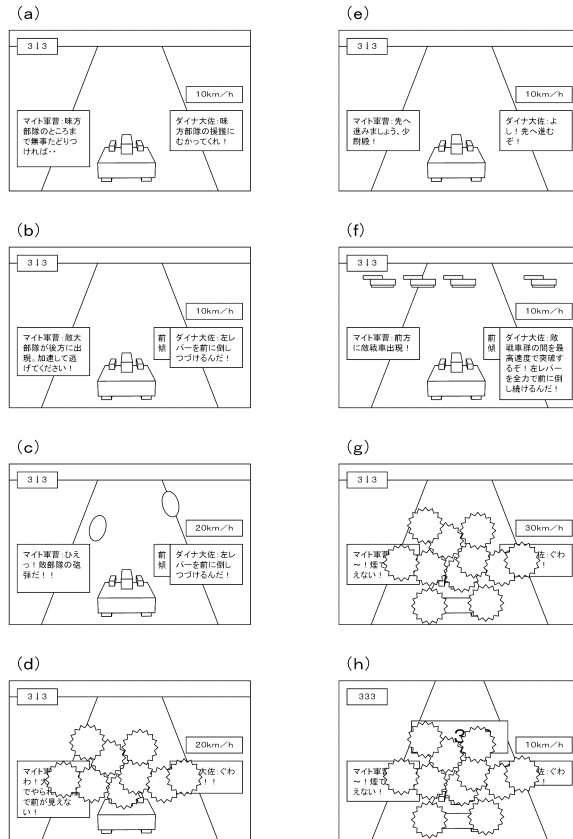 (a)
3↓3
10km/h
マイト軍曹：味方
部隊のところま
で無事たどりつ
ければ・・
ダイナ大佐：味
方部隊の援護に
むかってくれ！
(b)
3↓3
10km/h
マイト軍曹：敵大
部隊が後方に出
現。加速して逃
げてください！
前
傾
ダイナ大佐：左レ
バーを前に倒し
つづけるんだ！
(c)
3↓3
20km/h
マイト軍曹：ひえ
っ！敵部隊の砲
弾だ！！
前
傾
ダイナ大佐：左レ
バーを前に倒し
つづけるんだ！
(d)
3↓3
20km/h
マイト軍
わ！大
でやら
で前が見えな
い！
大佐：ぐわ
！！
(e)
3↓3
10km/h
マイト軍曹：先へ
進みましょう、少
尉殿！
ダイナ大佐：よ
し！先へ進む
ぞ！
(f)
3↓3
10km/h
マイト軍曹：前方
に敵戦車出現！
前
傾
ダイナ大佐：敵
戦車群の間を最
高速度で突破す
るぞ！左レバー
を全力で前に倒
し続けるんだ！
(g)
3↓3
30km/h
マイト軍
～！煙で
えない！
佐：ぐわ
！
(h)
333
3
10km/h
マイト軍
～！煙で
えない！
佐：ぐわ
！